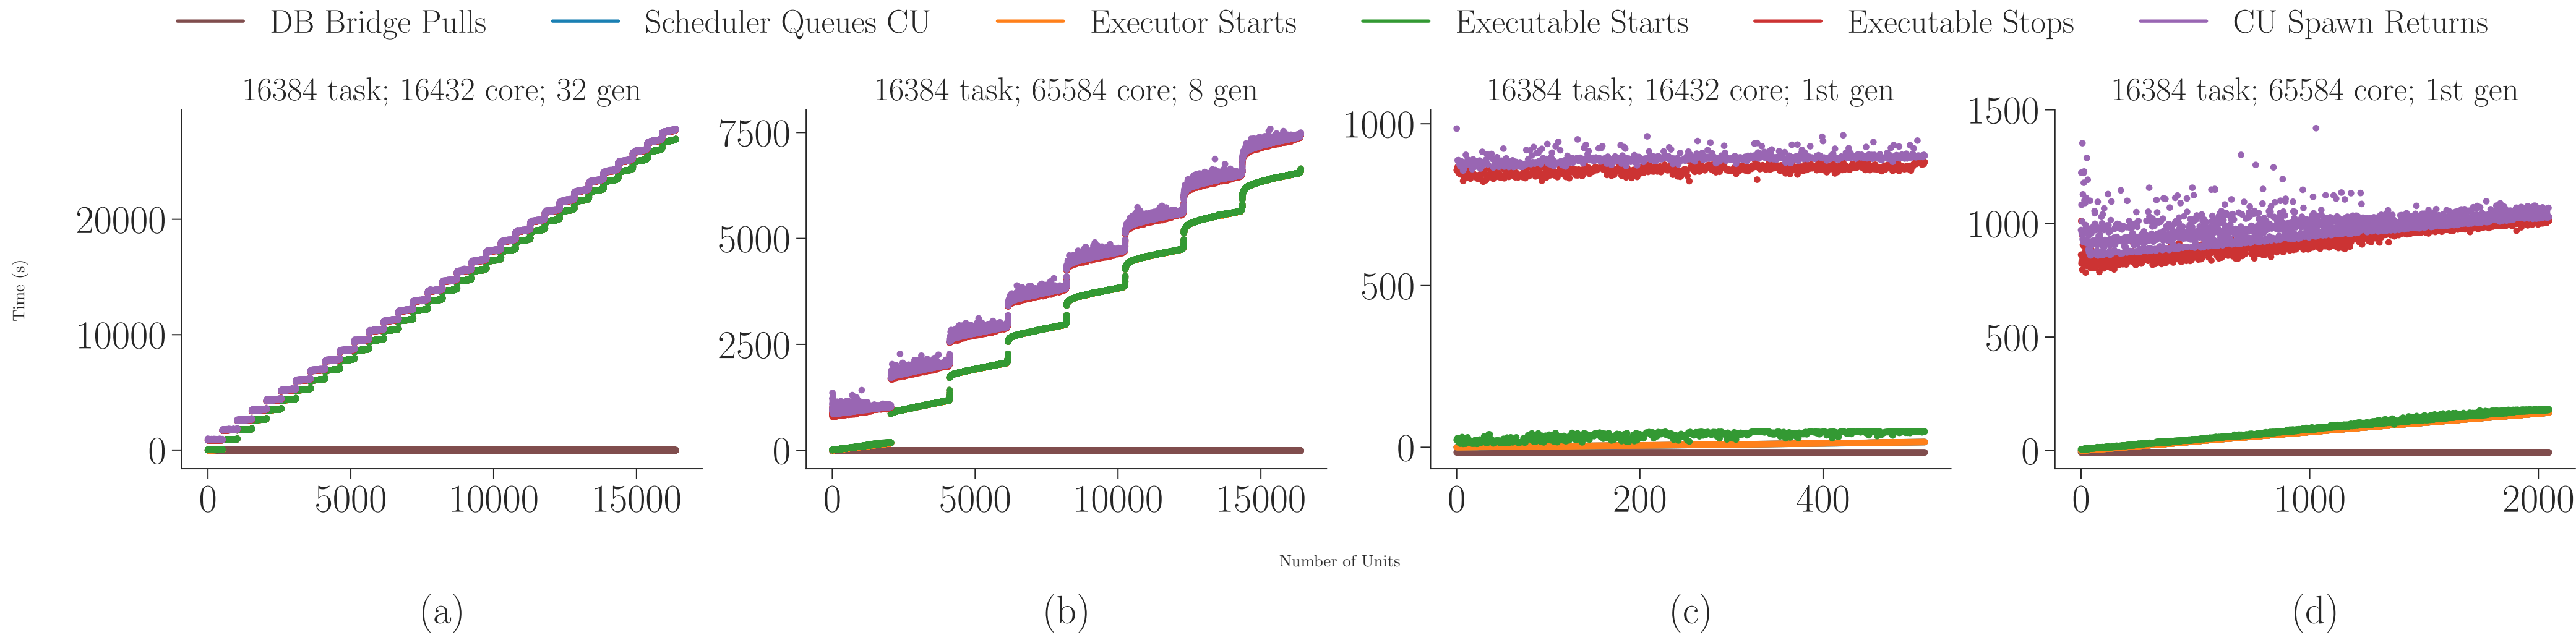 DB Bridge Pulls Scheduler Queues CU Executor Starts Executable Starts Executable Stops CU Spawn Returns
16384 task; 16432 core; 32 gen
16384 task; 65584 core; 8 gen
16384 task; 16432 core; 1st gen
16384 task; 65584 core; 1st gen
Time (s)
20000
10000
0
0 5000 10000 15000
7500
5000
2500
0
0 5000 10000 15000
1000
500
0
0 200 400
1500
1000
500
0
0 1000 2000
Number of Units
(a) (b) (c) (d)